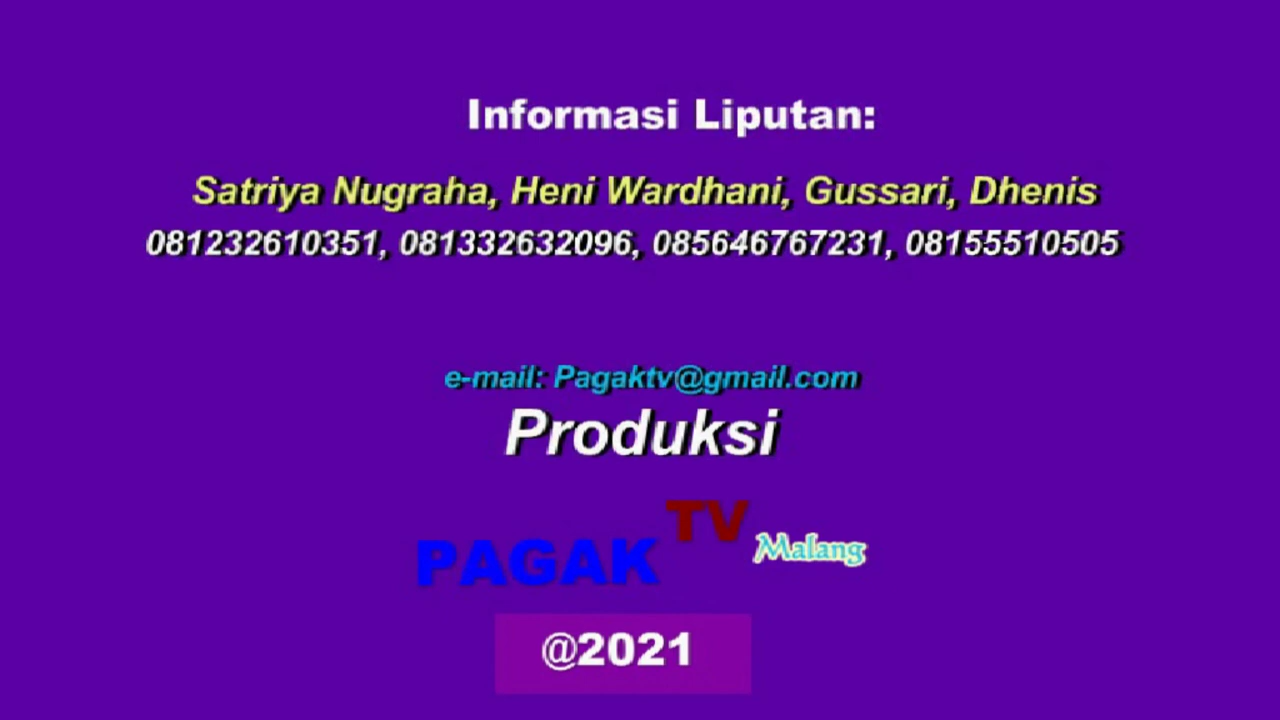 Informasi Liputan:
Satriya Nugraha, Heni Wardhani, Gussari, Dhenis
081232610351, 081332632096, 085646767231, 08155510505
e-mail: Pagaktv@gmail.com
Produksi
PAGAK TV Malang
@2021